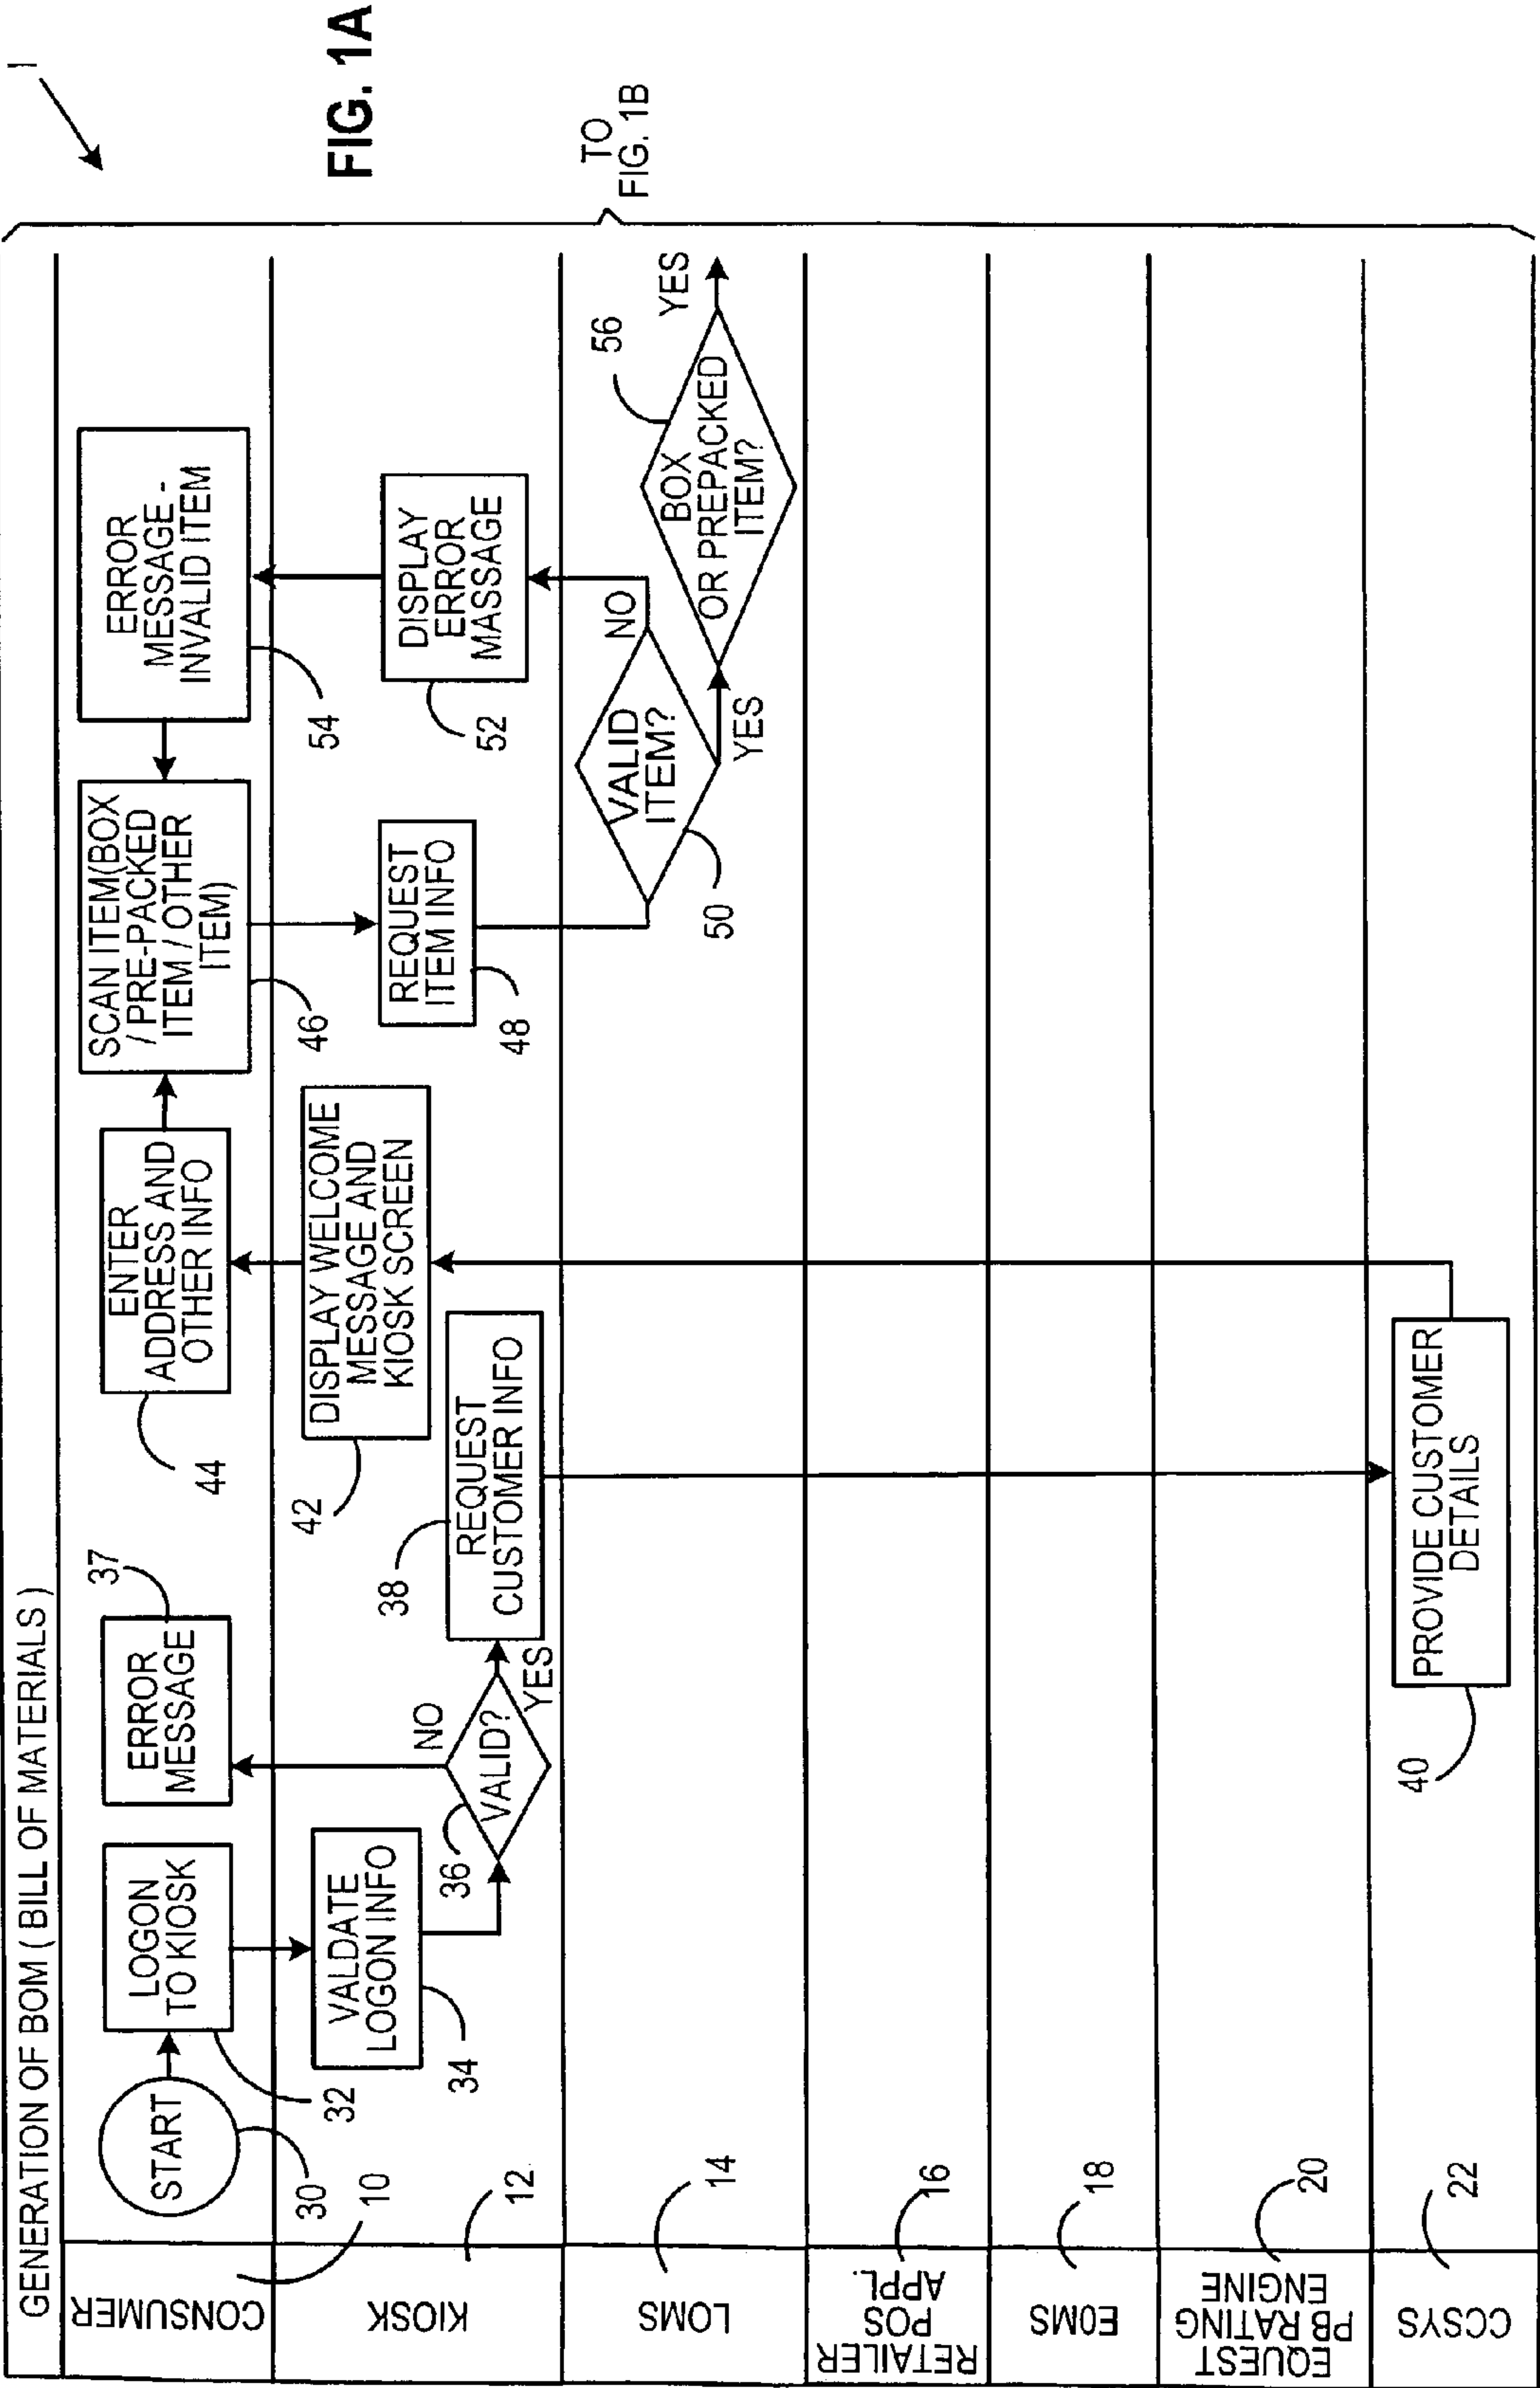 1
FIG. 1A
TO
FIG. 1B
GENERATION OF BOM ( BILL OF MATERIALS )
CONSUMER
10
START
30
LOGON
TO KIOSK
32
ERROR
MESSAGE
37
ENTER
ADDRESS AND
OTHER INFO
44
SCAN ITEM(BOX
/ PRE-PACKED
ITEM / OTHER
ITEM)
46
ERROR
MESSAGE -
INVALID ITEM
54
KIOSK
12
VALDATE
LOGON INFO
34
VALID?
36
NO
YES
REQUEST
CUSTOMER INFO
38
DISPLAY WELCOME
MESSAGE AND
KIOSK SCREEN
42
REQUEST
ITEM INFO
48
DISPLAY
ERROR
MASSAGE
52
LOMS
14
VALID
ITEM?
50
NO
YES
BOX
OR PREPACKED
ITEM?
56
YES
RETAILER
POS
APPL.
16
EOMS
18
EQUEST
PB RATING
ENGINE
20
CCSYS
22
PROVIDE CUSTOMER
DETAILS
40